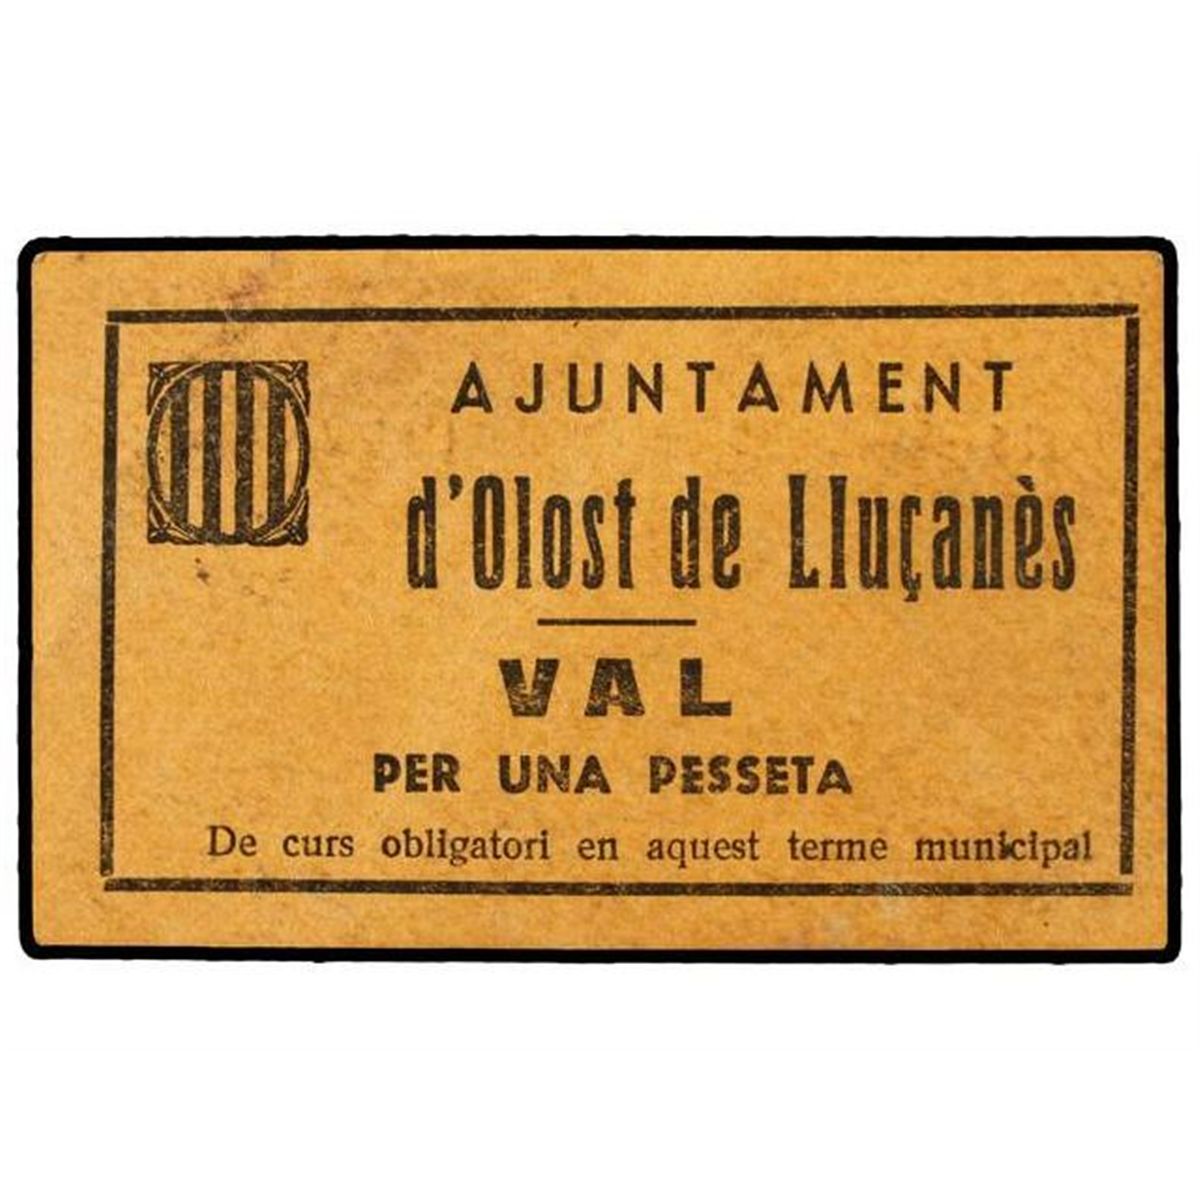 AJUNTAMENT
d'Olost de Lluçanès
VAL
PER UNA PESSETA
De curs obligatori en aquest terme municipal